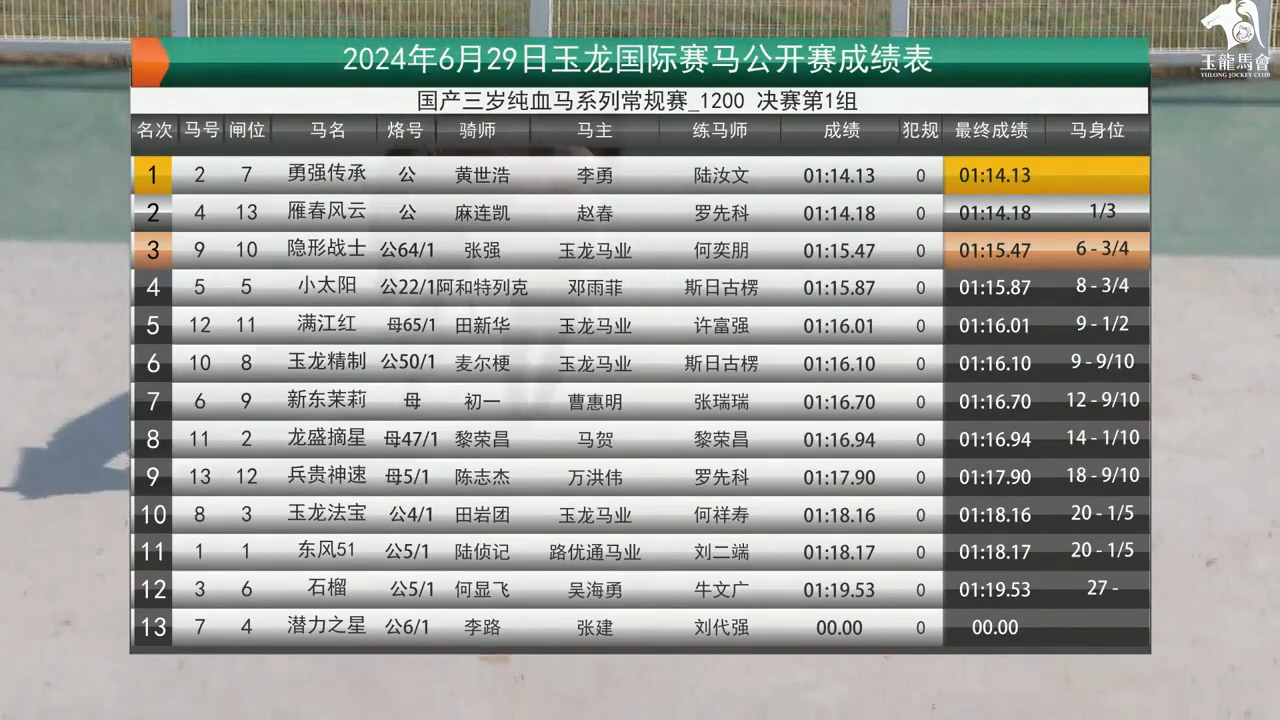 玉龍馬會
YULONG JOCKEY CLUB
2024年6月29日玉龙国际赛马公开赛成绩表
国产三岁纯血马系列常规赛_1200 决赛第1组
名次 马号 闸位 马名 烙号 骑师 马主 练马师 成绩 犯规 最终成绩 马身位
1 2 7 勇强传承 公 黄世浩 李勇 陆汝文 01:14.13 0 01:14.13
2 4 13 雁春风云 公 麻连凯 赵春 罗先科 01:14.18 0 01:14.18 1/3
3 9 10 隐形战士 公64/1 张强 玉龙马业 何奕朋 01:15.47 0 01:15.47 6 - 3/4
4 5 5 小太阳 公22/1 阿和特列克 邓雨菲 斯日古楞 01:15.87 0 01:15.87 8 - 3/4
5 12 11 满江红 母65/1 田新华 玉龙马业 许富强 01:16.01 0 01:16.01 9 - 1/2
6 10 8 玉龙精制 公50/1 麦尔梗 玉龙马业 斯日古楞 01:16.10 0 01:16.10 9 - 9/10
7 6 9 新东茉莉 母 初一 曹惠明 张瑞瑞 01:16.70 0 01:16.70 12 - 9/10
8 11 2 龙盛摘星 母47/1 黎荣昌 马贺 黎荣昌 01:16.94 0 01:16.94 14 - 1/10
9 13 12 兵贵神速 母5/1 陈志杰 万洪伟 罗先科 01:17.90 0 01:17.90 18 - 9/10
10 8 3 玉龙法宝 公4/1 田岩团 玉龙马业 何祥寿 01:18.16 0 01:18.16 20 - 1/5
11 1 1 东风51 公5/1 陆侦记 路优通马业 刘二端 01:18.17 0 01:18.17 20 - 1/5
12 3 6 石榴 公5/1 何显飞 吴海勇 牛文广 01:19.53 0 01:19.53 27 -
13 7 4 潜力之星 公6/1 李路 张建 刘代强 00.00 0 00.00